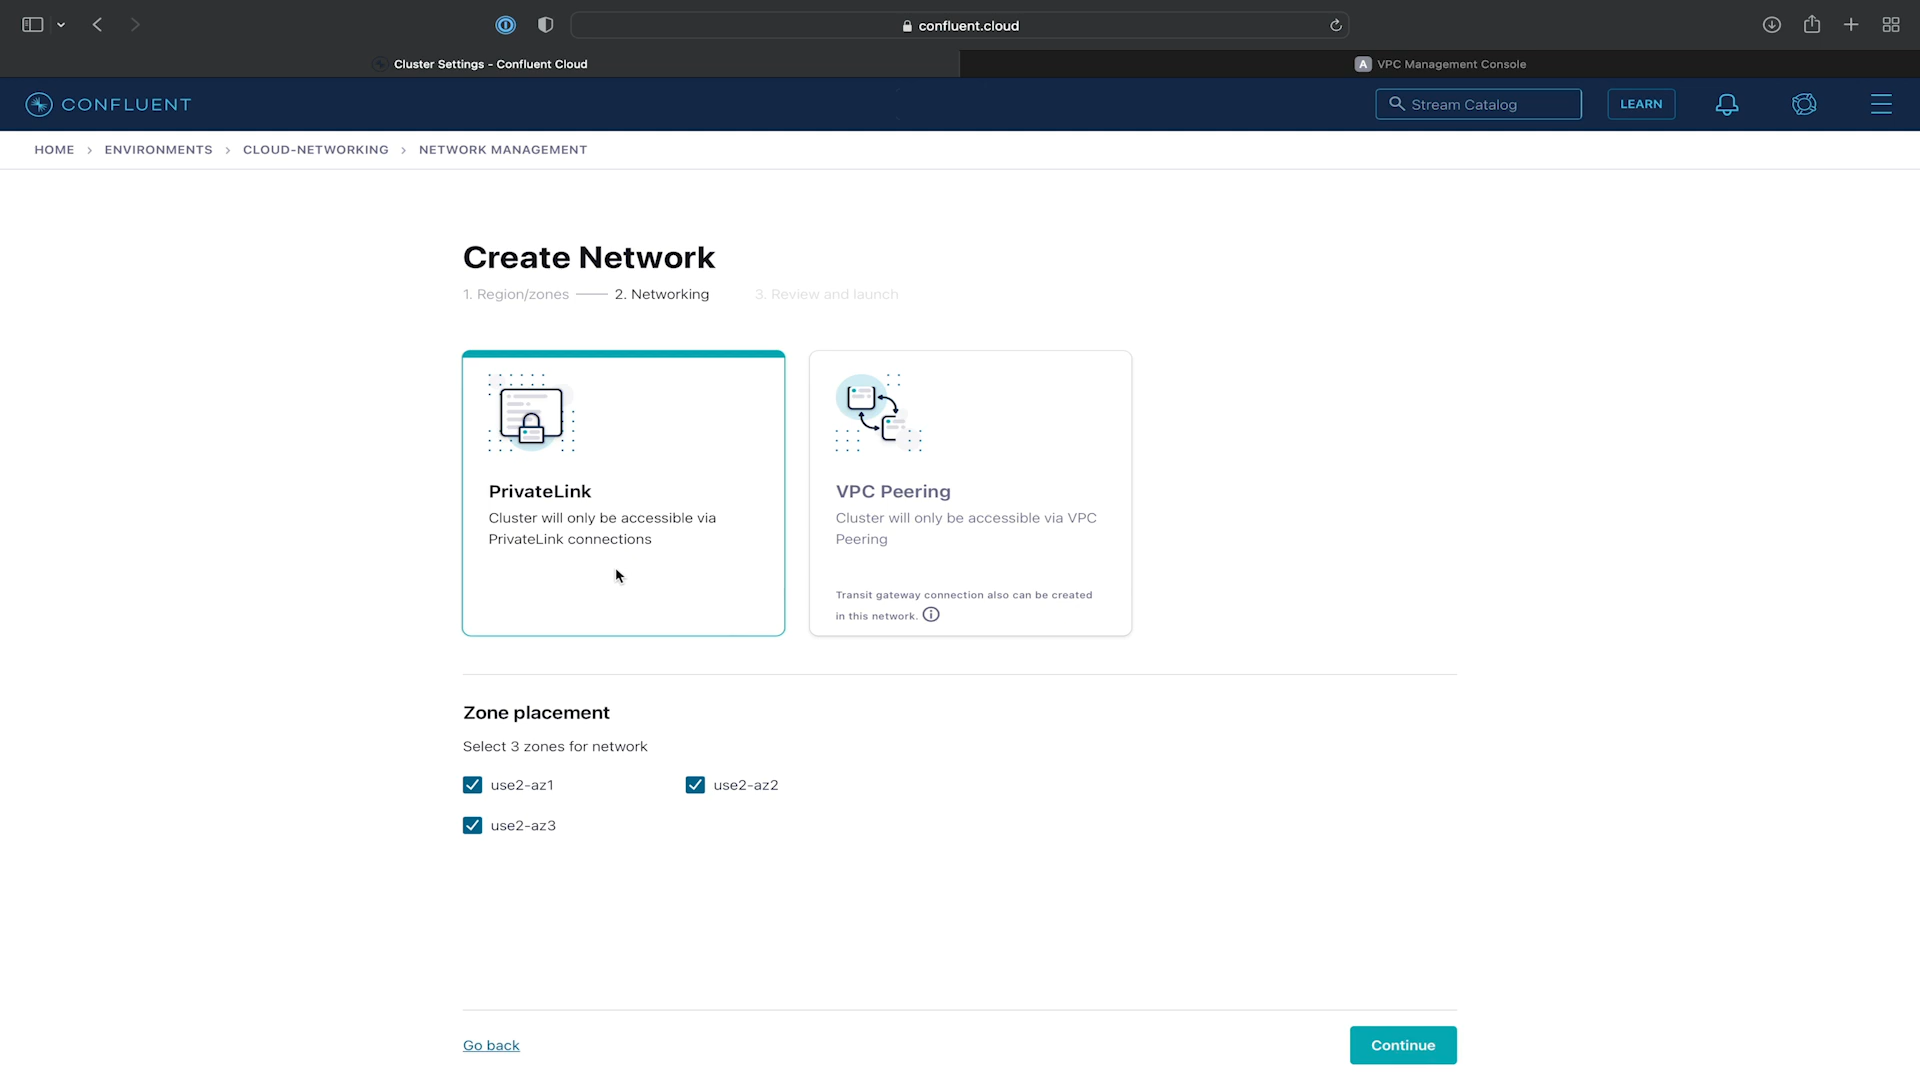 confluent.cloud
Cluster Settings - Confluent Cloud
A VPC Management Console
CONFLUENT
Stream Catalog
LEARN
HOME > ENVIRONMENTS > CLOUD-NETWORKING > NETWORK MANAGEMENT
Create Network
1. Region/zones
2. Networking
3. Review and launch
PrivateLink
Cluster will only be accessible via
PrivateLink connections
VPC Peering
Cluster will only be accessible via VPC
Peering
Transit gateway connection also can be created
in this network.
Zone placement
Select 3 zones for network
use2-az1
use2-az2
use2-az3
Go back
Continue